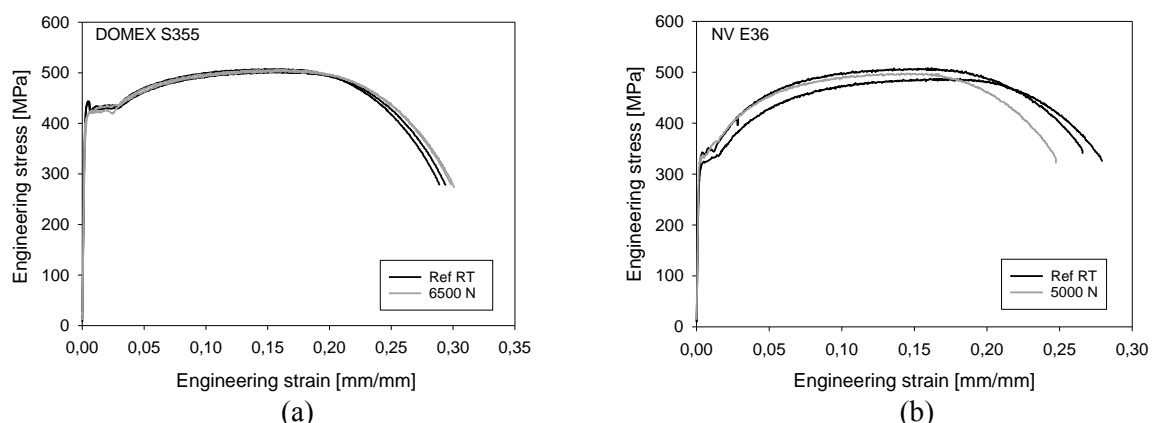 DOMEX S355
Engineering stress [MPa]
600
500
400
300
200
100
0
Ref RT
6500 N
0,00 0,05 0,10 0,15 0,20 0,25 0,30 0,35
Engineering strain [mm/mm]
(a)
NV E36
Engineering stress [MPa]
600
500
400
300
200
100
0
Ref RT
5000 N
0,00 0,05 0,10 0,15 0,20 0,25 0,30
Engineering strain [mm/mm]
(b)